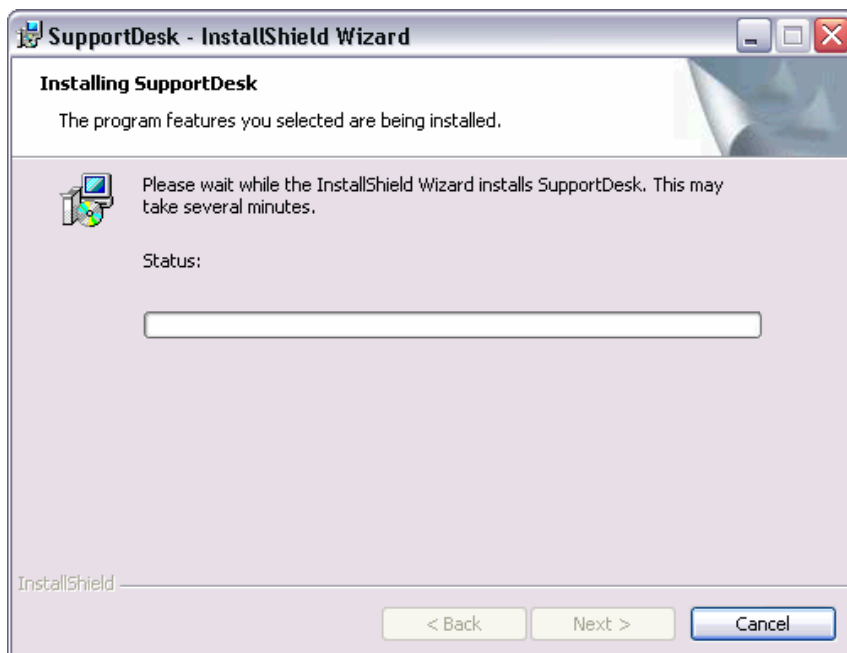 SupportDesk - InstallShield Wizard
Installing SupportDesk
The program features you selected are being installed.
Please wait while the InstallShield Wizard installs SupportDesk. This may
take several minutes.
Status:
InstallShield
< Back
Next >
Cancel